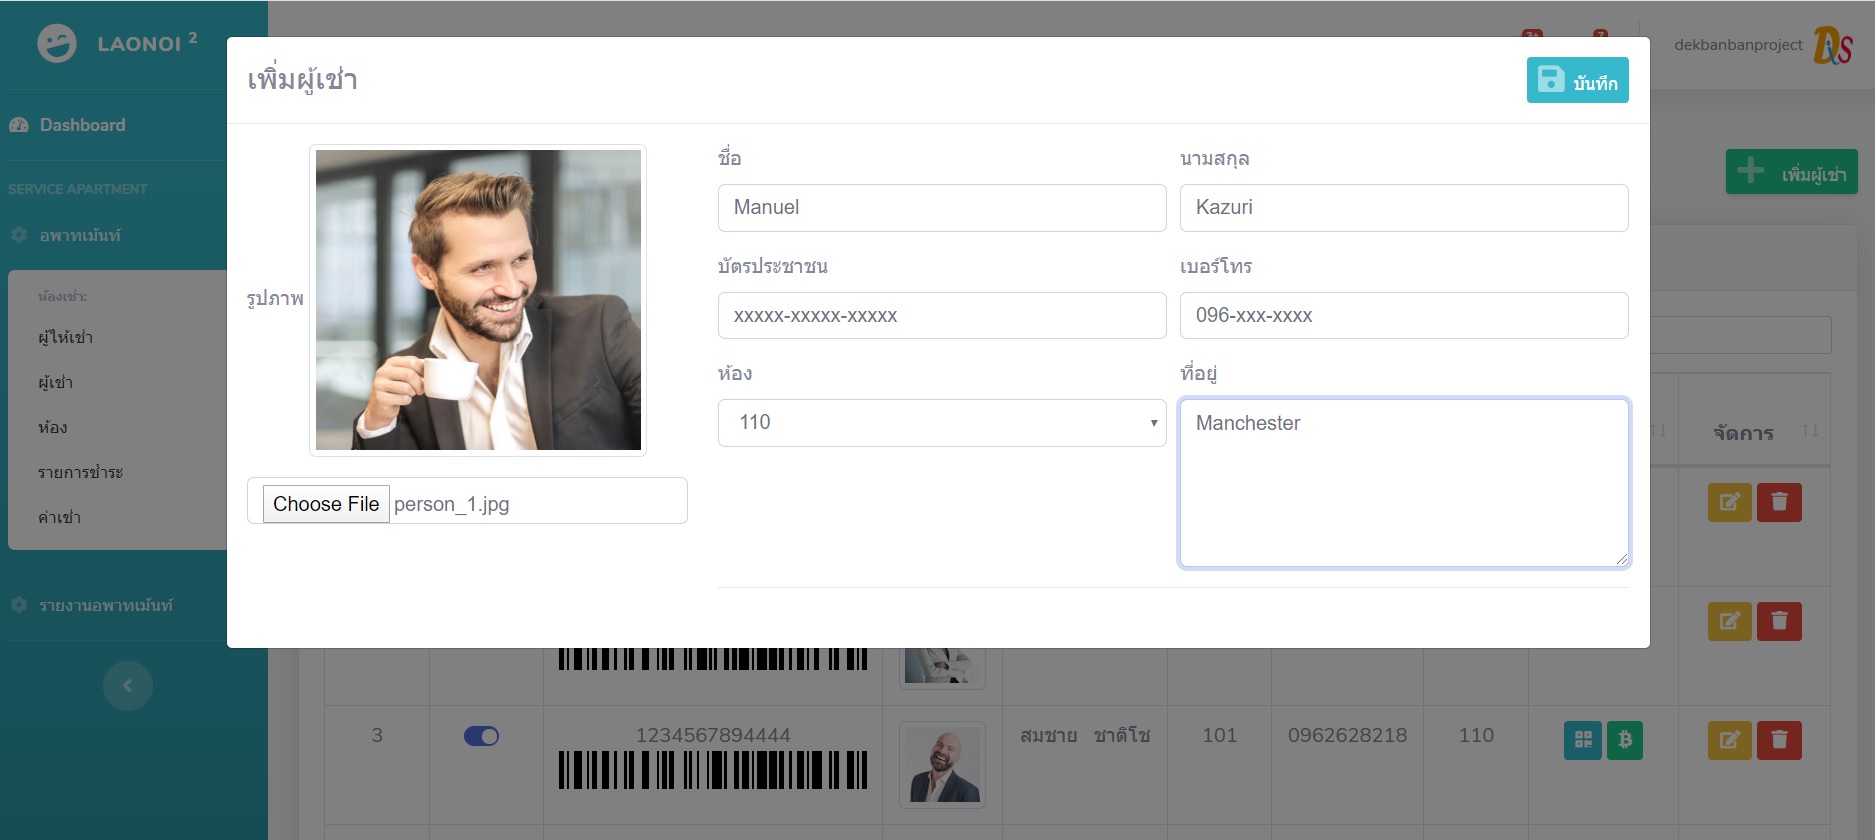 LAONOI 2
3+
7
dekbanbanproject
DiS
Dashboard
SERVICE APARTMENT
อพาทเม้นท์
ห้องเช่า:
ผู้ให้เช่า
ผู้เช่า
ห้อง
รายการชำระ
ค่าเช่า
รายงานอพาทเม้นท์
เพิ่มผู้เช่า
จัดการ
เพิ่มผู้เช่า
บันทึก
รูปภาพ
Choose File person_1.jpg
ชื่อ
นามสกุล
Manuel
Kazuri
บัตรประชาชน
เบอร์โทร
xxxxx-xxxxx-xxxxx
096-xxx-xxxx
ห้อง
ที่อยู่
110
Manchester
3
1234567894444
สมชาย ชาติโช
101
0962628218
110